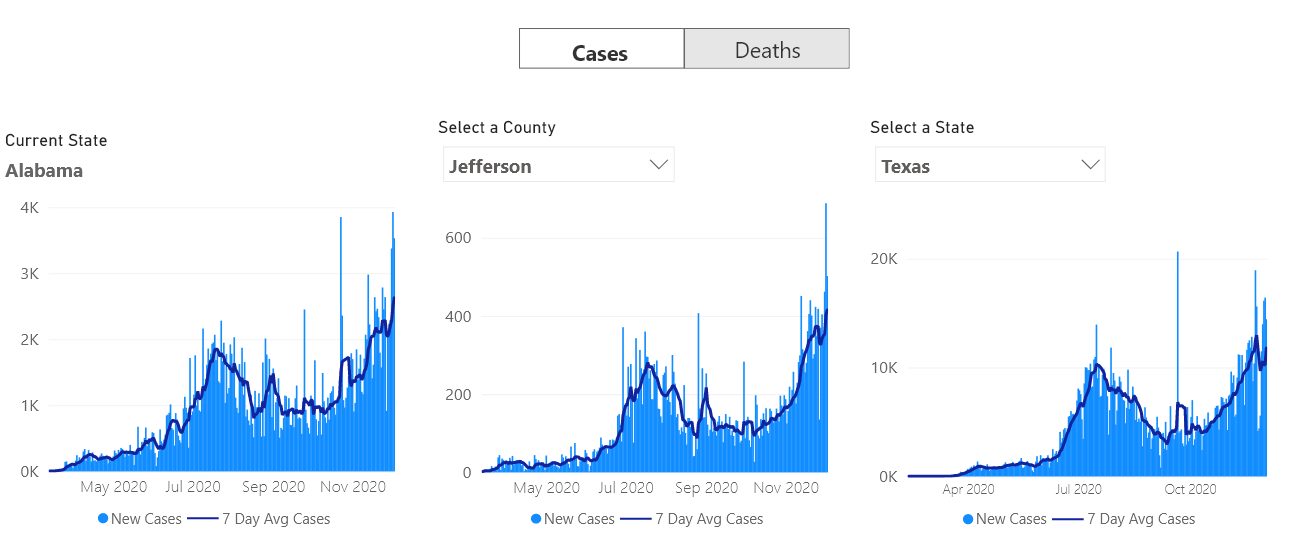 Cases Deaths
Current State
Alabama
4K
3K
2K
1K
0K
May 2020 Jul 2020 Sep 2020 Nov 2020
New Cases 7 Day Avg Cases
Select a County
Jefferson
600
400
200
0
May 2020 Jul 2020 Sep 2020 Nov 2020
New Cases 7 Day Avg Cases
Select a State
Texas
20K
10K
0K
Apr 2020 Jul 2020 Oct 2020
New Cases 7 Day Avg Cases